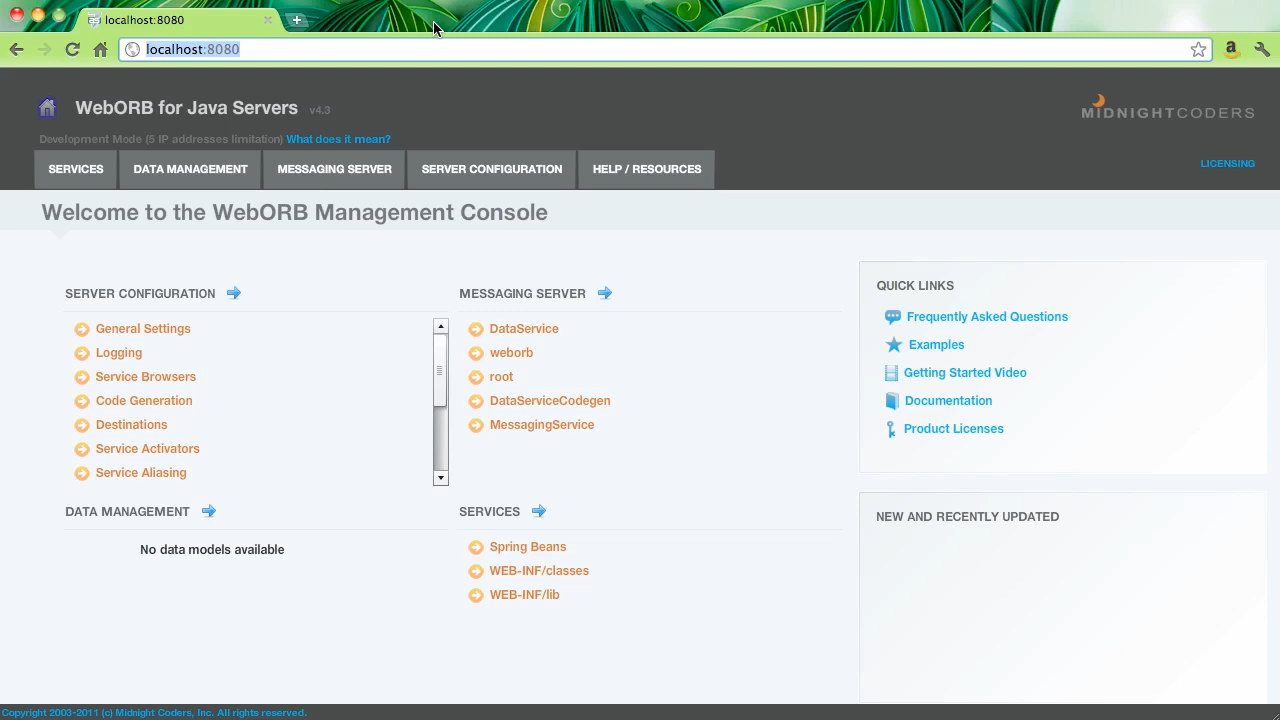 localhost:8080
localhost:8080
WebORB for Java Servers v4.3
MIDNIGHTCODERS
Development Mode (5 IP addresses limitation) What does it mean?
LICENSING
SERVICES
DATA MANAGEMENT
MESSAGING SERVER
SERVER CONFIGURATION
HELP / RESOURCES
Welcome to the WebORB Management Console
SERVER CONFIGURATION
General Settings
Logging
Service Browsers
Code Generation
Destinations
Service Activators
Service Aliasing
MESSAGING SERVER
DataService
weborb
root
DataServiceCodegen
MessagingService
DATA MANAGEMENT
No data models available
SERVICES
Spring Beans
WEB-INF/classes
WEB-INF/lib
QUICK LINKS
Frequently Asked Questions
Examples
Getting Started Video
Documentation
Product Licenses
NEW AND RECENTLY UPDATED
Copyright 2003-2011 (c) Midnight Coders, Inc. All rights reserved.